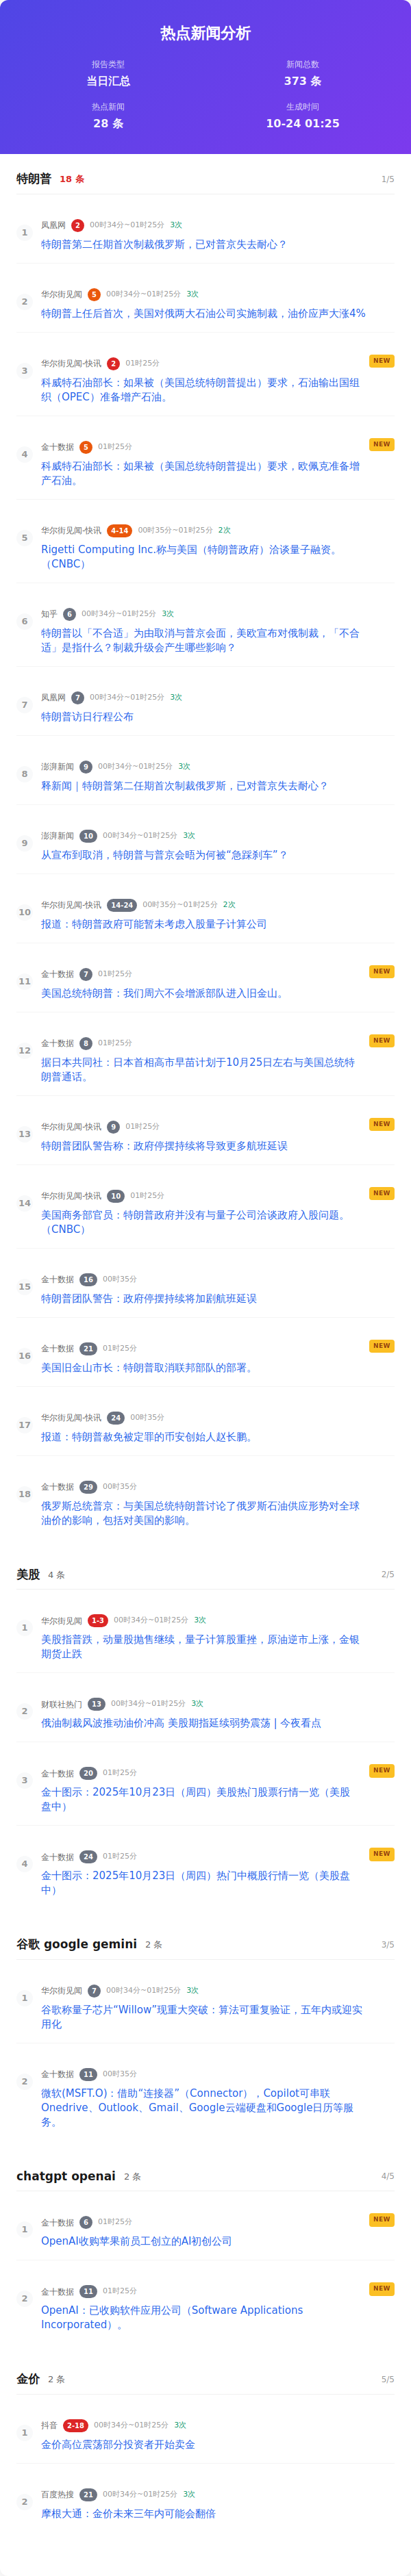 热点新闻分析
报告类型
新闻总数
当日汇总
373 条
热点新闻
生成时间
28 条
10-24 01:25
特朗普 18 条 1/5
1
凤凰网 2 00时34分~01时25分 3次
特朗普第二任期首次制裁俄罗斯，已对普京失去耐心？
2
华尔街见闻 5 00时34分~01时25分 3次
特朗普上任后首次，美国对俄两大石油公司实施制裁，油价应声大涨4%
3
华尔街见闻-快讯 2 01时25分 NEW
科威特石油部长：如果被（美国总统特朗普提出）要求，石油输出国组
织（OPEC）准备增产石油。
4
金十数据 5 01时25分 NEW
科威特石油部长：如果被（美国总统特朗普提出）要求，欧佩克准备增
产石油。
5
华尔街见闻-快讯 4-14 00时35分~01时25分 2次
Rigetti Computing Inc.称与美国（特朗普政府）洽谈量子融资。
（CNBC）
6
知乎 6 00时34分~01时25分 3次
特朗普以「不合适」为由取消与普京会面，美欧宣布对俄制裁，「不合
适」是指什么？制裁升级会产生哪些影响？
7
凤凰网 7 00时34分~01时25分 3次
特朗普访日行程公布
8
澎湃新闻 9 00时34分~01时25分 3次
释新闻｜特朗普第二任期首次制裁俄罗斯，已对普京失去耐心？
9
澎湃新闻 10 00时34分~01时25分 3次
从宣布到取消，特朗普与普京会晤为何被“急踩刹车”？
10
华尔街见闻-快讯 14-24 00时35分~01时25分 2次
报道：特朗普政府可能暂未考虑入股量子计算公司
11
金十数据 7 01时25分 NEW
美国总统特朗普：我们周六不会增派部队进入旧金山。
12
金十数据 8 01时25分 NEW
据日本共同社：日本首相高市早苗计划于10月25日左右与美国总统特
朗普通话。
13
华尔街见闻-快讯 9 01时25分 NEW
特朗普团队警告称：政府停摆持续将导致更多航班延误
14
华尔街见闻-快讯 10 01时25分 NEW
美国商务部官员：特朗普政府并没有与量子公司洽谈政府入股问题。
（CNBC）
15
金十数据 16 00时35分
特朗普团队警告：政府停摆持续将加剧航班延误
16
金十数据 21 01时25分 NEW
美国旧金山市长：特朗普取消联邦部队的部署。
17
华尔街见闻-快讯 24 00时35分
报道：特朗普赦免被定罪的币安创始人赵长鹏。
18
金十数据 29 00时35分
俄罗斯总统普京：与美国总统特朗普讨论了俄罗斯石油供应形势对全球
油价的影响，包括对美国的影响。
美股 4 条 2/5
1
华尔街见闻 1-3 00时34分~01时25分 3次
美股指普跌，动量股抛售继续，量子计算股重挫，原油逆市上涨，金银
期货止跌
2
财联社热门 13 00时34分~01时25分 3次
俄油制裁风波推动油价冲高 美股期指延续弱势震荡 | 今夜看点
3
金十数据 20 01时25分 NEW
金十图示：2025年10月23日（周四）美股热门股票行情一览（美股
盘中）
4
金十数据 24 01时25分 NEW
金十图示：2025年10月23日（周四）热门中概股行情一览（美股盘
中）
谷歌 google gemini 2 条 3/5
1
华尔街见闻 7 00时34分~01时25分 3次
谷歌称量子芯片“Willow”现重大突破：算法可重复验证，五年内或迎实
用化
2
金十数据 11 00时35分
微软(MSFT.O)：借助“连接器”（Connector），Copilot可串联
Onedrive、Outlook、Gmail、Google云端硬盘和Google日历等服
务。
chatgpt openai 2 条 4/5
1
金十数据 6 01时25分 NEW
OpenAI收购苹果前员工创立的AI初创公司
2
金十数据 11 01时25分 NEW
OpenAI：已收购软件应用公司（Software Applications
Incorporated）。
金价 2 条 5/5
1
抖音 2-18 00时34分~01时25分 3次
金价高位震荡部分投资者开始卖金
2
百度热搜 21 00时34分~01时25分 3次
摩根大通：金价未来三年内可能会翻倍